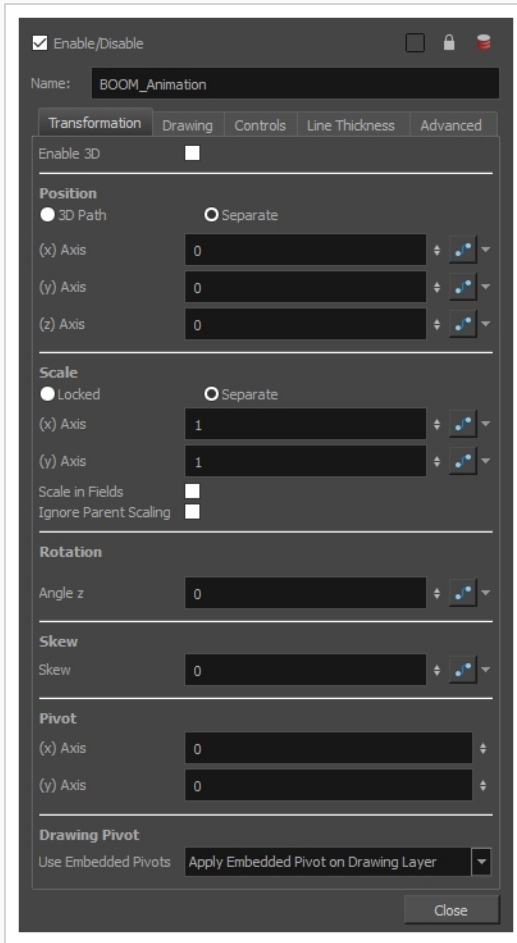 Enable/Disable
Name: BOOM_Animation
Transformation Drawing Controls Line Thickness Advanced
Enable 3D
Position
3D Path Separate
(x) Axis 0
(y) Axis 0
(z) Axis 0
Scale
Locked Separate
(x) Axis 1
(y) Axis 1
Scale in Fields
Ignore Parent Scaling
Rotation
Angle z 0
Skew
Skew 0
Pivot
(x) Axis 0
(y) Axis 0
Drawing Pivot
Use Embedded Pivots Apply Embedded Pivot on Drawing Layer
Close